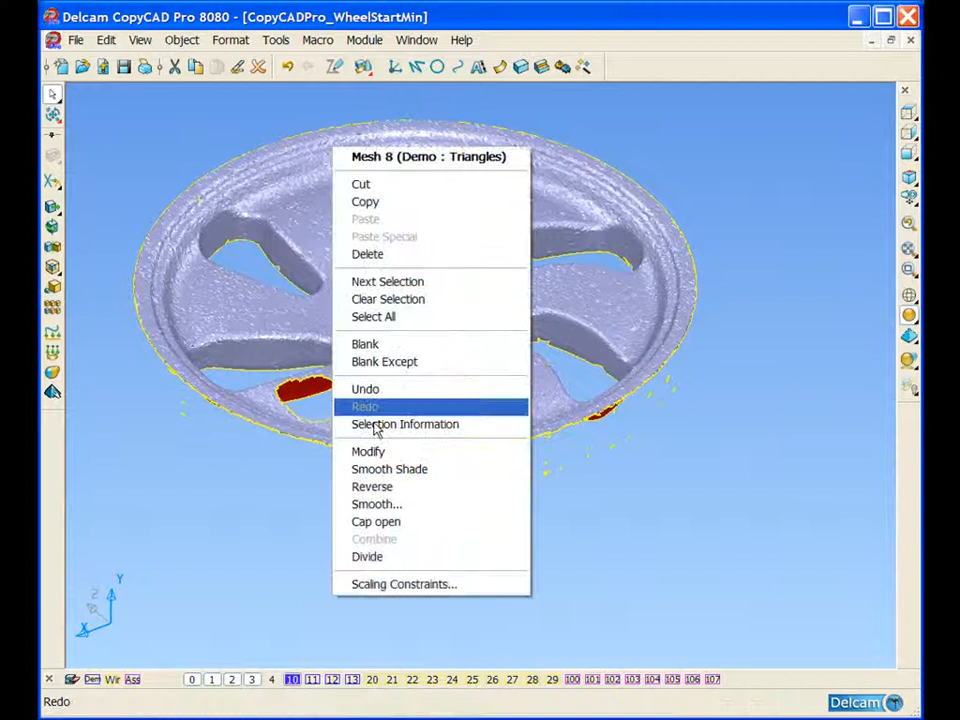 Delcam CopyCAD Pro 8080 - [CopyCADPro_WheelStartMin]
File Edit View Object Format Tools Macro Module Window Help
Mesh 8 (Demo : Triangles)
Cut
Copy
Paste
Paste Special
Delete
Next Selection
Clear Selection
Select All
Blank
Blank Except
Undo
Redo
Selection Information
Modify
Smooth Shade
Reverse
Smooth...
Cap open
Combine
Divide
Scaling Constraints...
Y
Z
X
Dem Wir Ass 0 1 2 3 4 10 11 12 13 20 21 22 23 24 25 26 27 28 29 100 101 102 103 104 105 106 107
Redo
Delcam